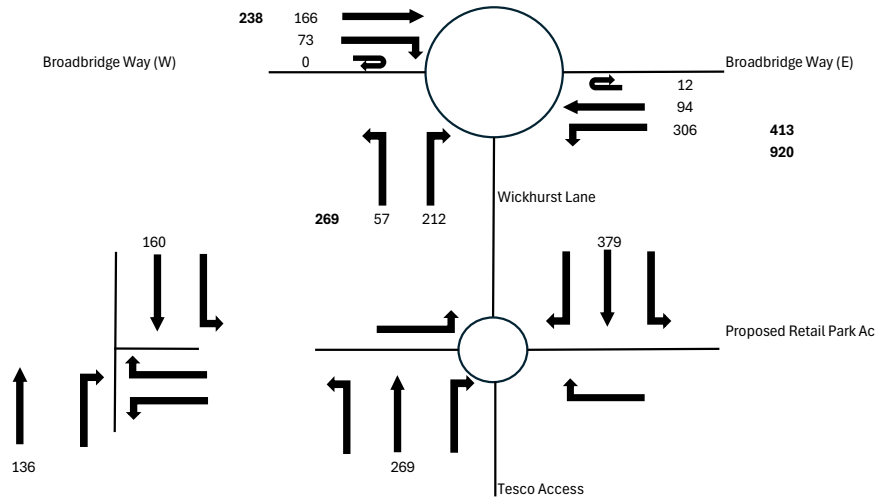 238 166
73
Broadbridge Way (W)
0
Broadbridge Way (E)
12
94
306 413
920
Wickhurst Lane
269 57 212
160
379
Proposed Retail Park Ac
136
269
Tesco Access